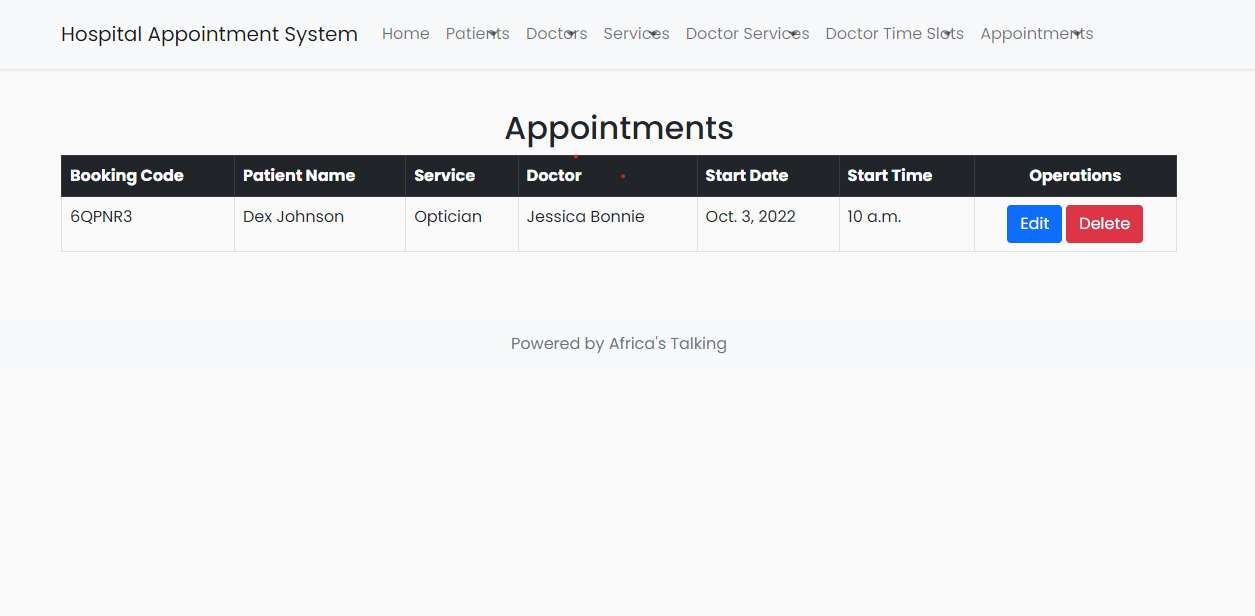 Hospital Appointment System Home Patients Doctors Services Doctor Services Doctor Time Slots Appointments
Appointments
Booking Code Patient Name Service Doctor Start Date Start Time Operations
6QPNR3 Dex Johnson Optician Jessica Bonnie Oct. 3, 2022 10 a.m. Edit Delete
Powered by Africa's Talking